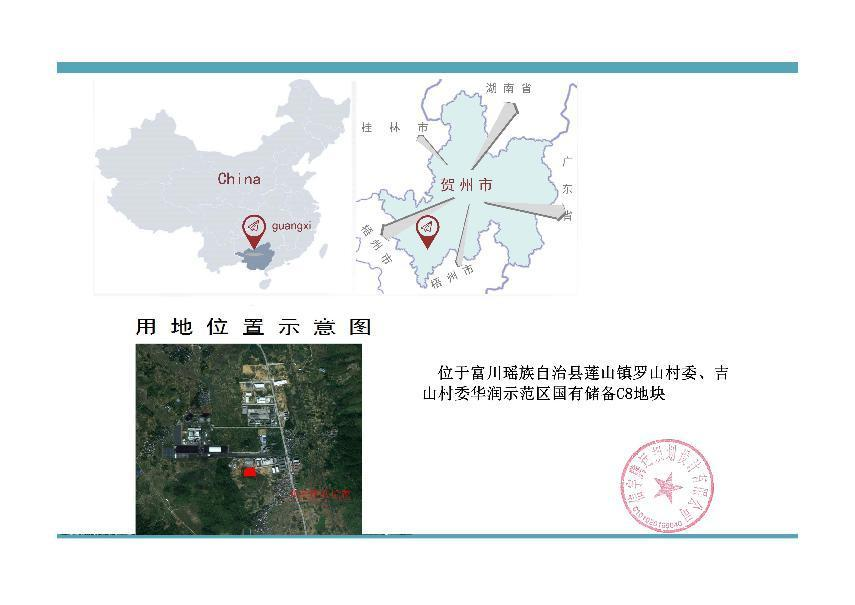 China
guangxi
湖南省
桂林市
贺州市
广东省
梧州市
梧州市
用地位置示意图
位于富川瑶族自治县莲山镇罗山村委、吉
山村委华润示范区国有储备C8地块